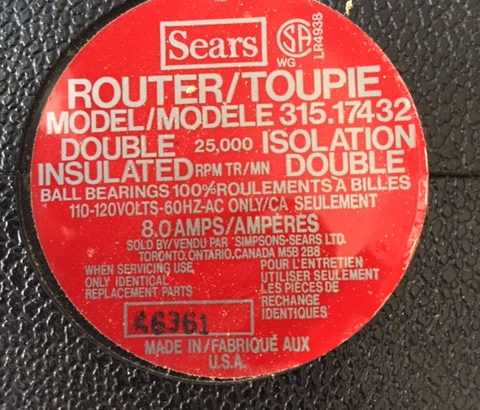 Sears
SA
WG
LR4938
ROUTER/TOUPIE
MODEL/MODÈLE 315.17432
DOUBLE 25,000 ISOLATION
INSULATED RPM TR/MN DOUBLE
BALL BEARINGS 100% ROULEMENTS À BILLES
110-120VOLTS-60HZ-AC ONLY/CA SEULEMENT
8.0 AMPS/AMPÈRES
SOLD BY/VENDU PAR "SIMPSONS-SEARS LTD.
TORONTO, ONTARIO, CANADA M5B 2B8
WHEN SERVICING USE
ONLY IDENTICAL
REPLACEMENT PARTS
POUR L'ENTRETIEN
UTILISER SEULEMENT
LES PIÈCES DE
RECHANGE
IDENTIQUES
A6361
MADE IN/FABRIQUÉ AUX
U.S.A.